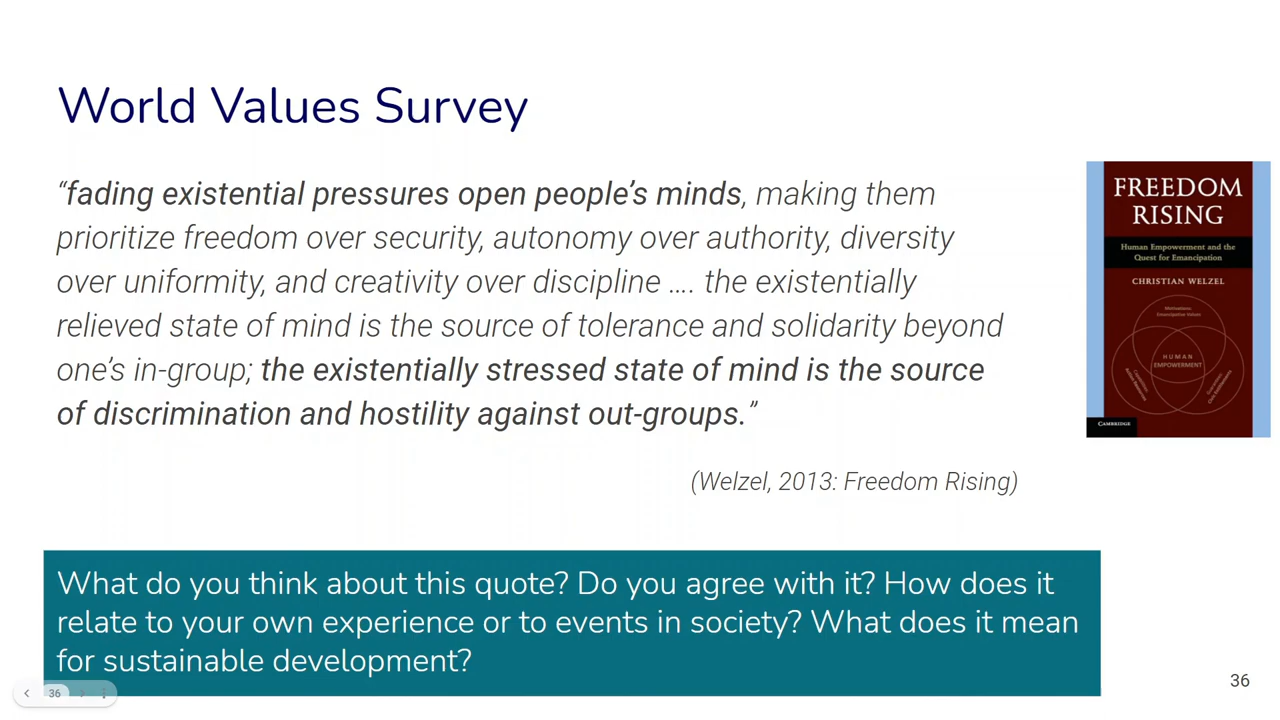 World Values Survey
“fading existential pressures open people’s minds, making them
prioritize freedom over security, autonomy over authority, diversity
over uniformity, and creativity over discipline …. the existentially
relieved state of mind is the source of tolerance and solidarity beyond
one’s in-group; the existentially stressed state of mind is the source
of discrimination and hostility against out-groups.”
(Welzel, 2013: Freedom Rising)
FREEDOM
RISING
Human Empowerment and the
Quest for Emancipation
CHRISTIAN WELZEL
Motivations:
Emancipative Values
HUMAN
EMPOWERMENT
CAMBRIDGE
What do you think about this quote? Do you agree with it? How does it
relate to your own experience or to events in society? What does it mean
for sustainable development?
36
36